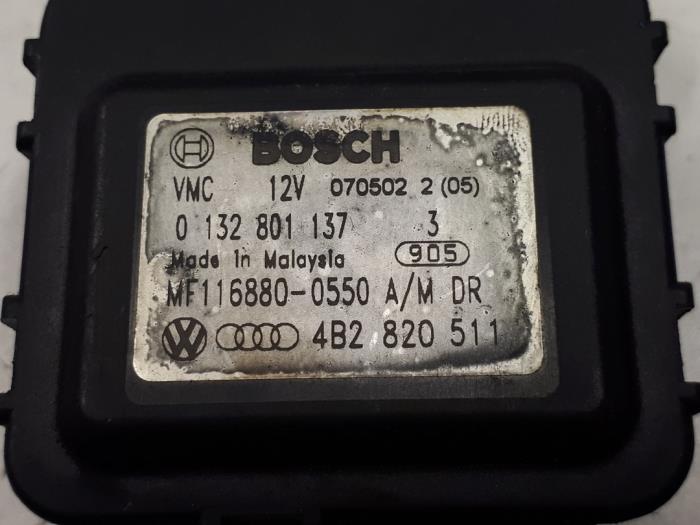 BOSCH
VMC 12V 070502 2 (05)
0 132 801 137 3
Made in Malaysia 905
MF116880-0550 A/M DR
4B2 820 511